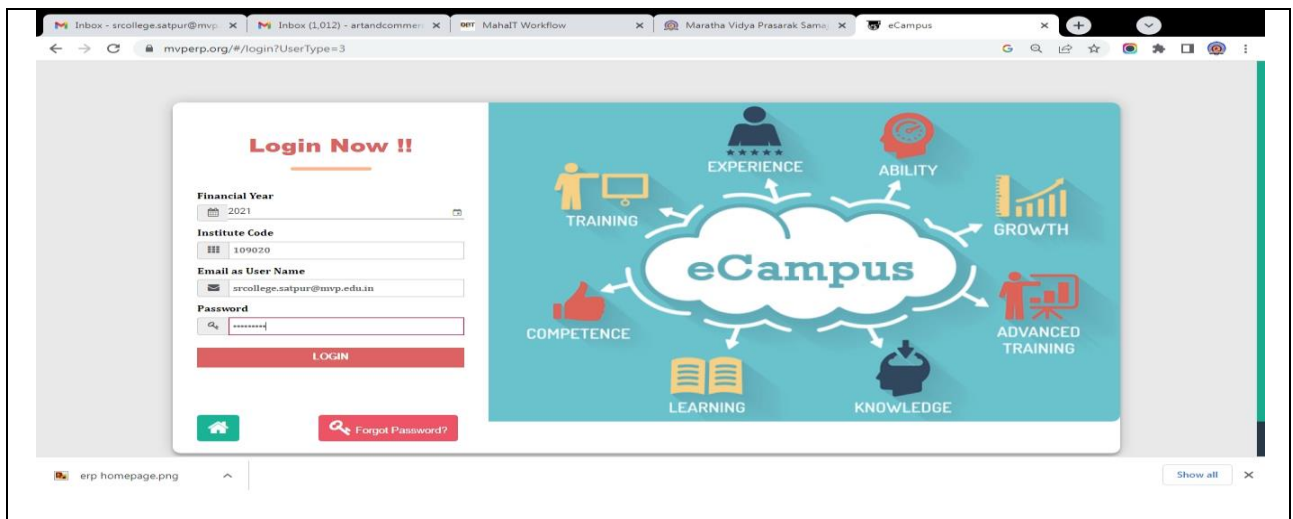 Inbox - srcollege.satpur@mvp
Inbox (1,012) - artandcommer
MahaIT Workflow
Maratha Vidya Prasarak Samaj
eCampus
mvperp.org/#/login?UserType=3
Login Now !!
Financial Year
2021
Institute Code
109020
Email as User Name
srcollege.satpur@mvp.edu.in
Password
•••••••••
LOGIN
Forgot Password?
EXPERIENCE
ABILITY
TRAINING
GROWTH
eCampus
COMPETENCE
ADVANCED
TRAINING
LEARNING
KNOWLEDGE
erp homepage.png
Show all